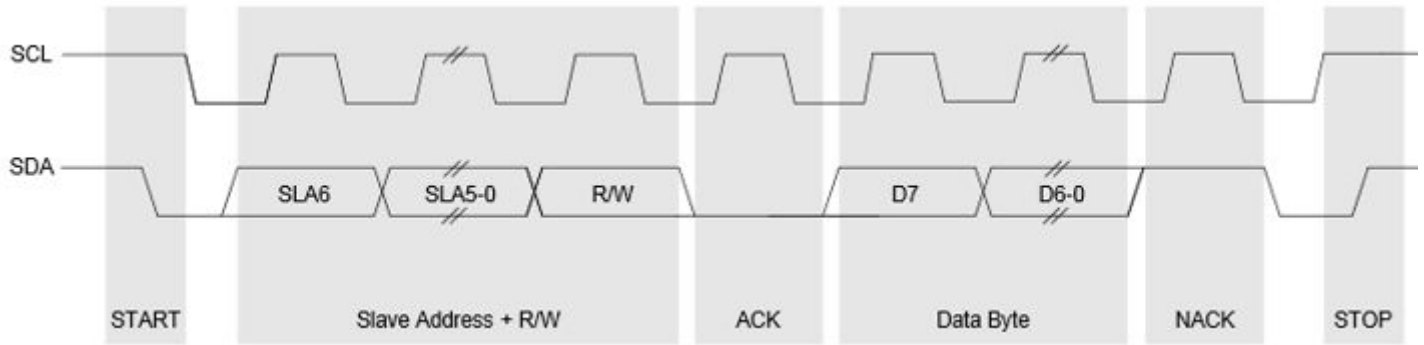 SCL
SDA
SLA6 SLA5-0 R/W D7 D6-0
START Slave Address + R/W ACK Data Byte NACK STOP